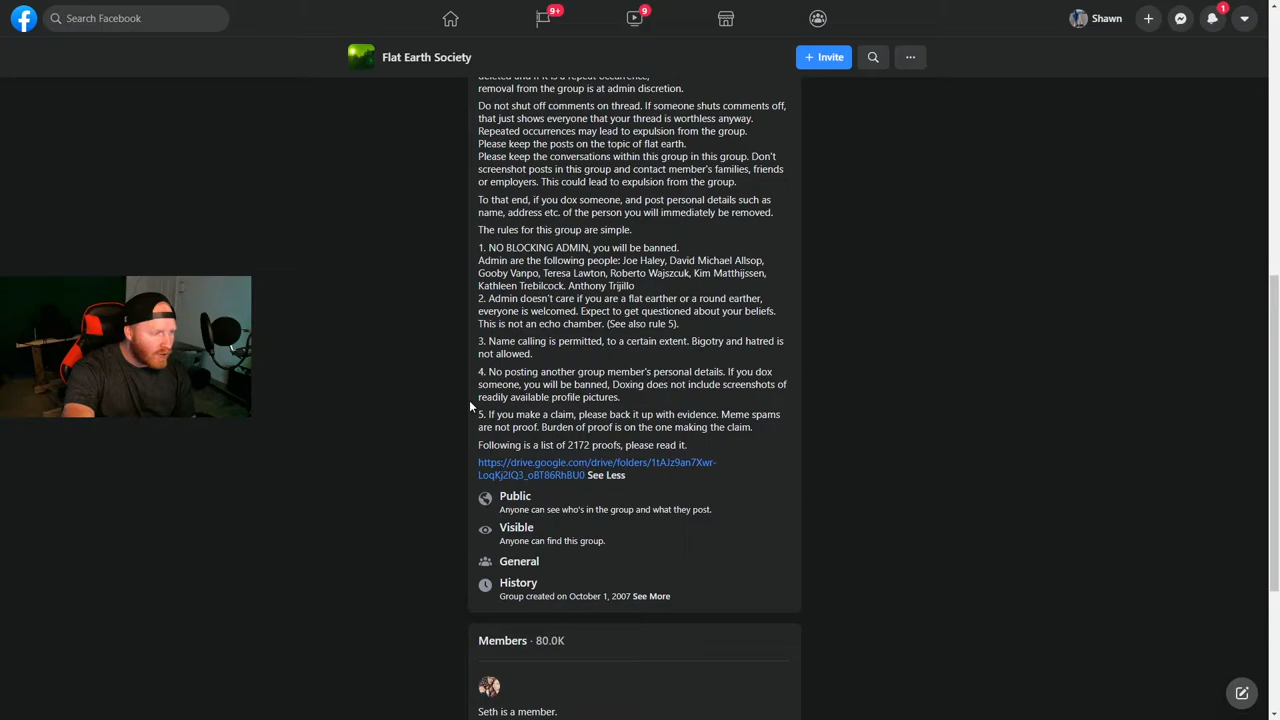 Search Facebook
9+
9
Shawn
1
Flat Earth Society
+ Invite
deleted and if it is a repeat occurrence,
removal from the group is at admin discretion.
Do not shut off comments on thread. If someone shuts comments off,
that just shows everyone that your thread is worthless anyway.
Repeated occurrences may lead to expulsion from the group.
Please keep the posts on the topic of flat earth.
Please keep the conversations within this group in this group. Don't
screenshot posts in this group and contact member's families, friends
or employers. This could lead to expulsion from the group.
To that end, if you dox someone, and post personal details such as
name, address etc. of the person you will immediately be removed.
The rules for this group are simple.
1. NO BLOCKING ADMIN, you will be banned.
Admin are the following people: Joe Haley, David Michael Allsop,
Gooby Vanpo, Teresa Lawton, Roberto Wajszcuk, Kim Matthijssen,
Kathleen Trebilcock. Anthony Trijillo
2. Admin doesn't care if you are a flat earther or a round earther,
everyone is welcomed. Expect to get questioned about your beliefs.
This is not an echo chamber. (See also rule 5).
3. Name calling is permitted, to a certain extent. Bigotry and hatred is
not allowed.
4. No posting another group member's personal details. If you dox
someone, you will be banned, Doxing does not include screenshots of
readily available profile pictures.
5. If you make a claim, please back it up with evidence. Meme spams
are not proof. Burden of proof is on the one making the claim.
Following is a list of 2172 proofs, please read it.
https://drive.google.com/drive/folders/1tAJz9an7Xwr-
LoqKj2lQ3_oBT86RhBU0 See Less
Public
Anyone can see who's in the group and what they post.
Visible
Anyone can find this group.
General
History
Group created on October 1, 2007 See More
Members · 80.0K
Seth is a member.